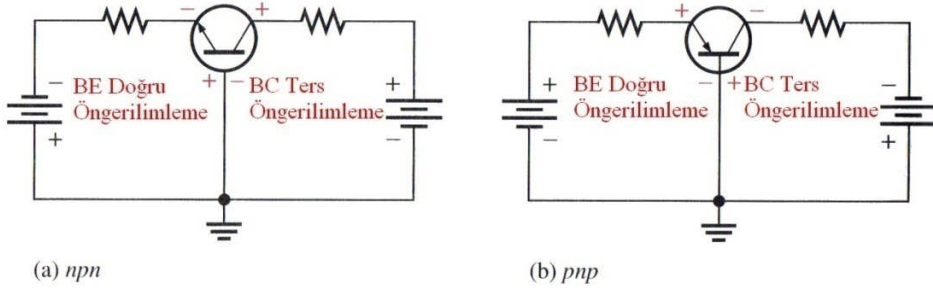 − + + −
− BE Doğru + − BC Ters +
Öngerilimleme Öngerilimleme
+ −
+ BE Doğru − + BC Ters −
Öngerilimleme Öngerilimleme
− +
(a) npn
(b) pnp